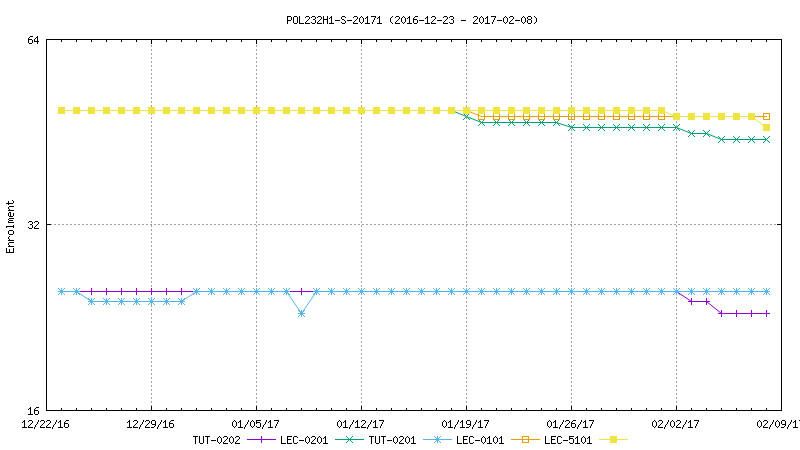 POL232H1-S-20171 (2016-12-23 - 2017-02-08)
64
32
16
Enrolment
12/22/16 12/29/16 01/05/17 01/12/17 01/19/17 01/26/17 02/02/17 02/09/17
TUT-0202 LEC-0201 TUT-0201 LEC-0101 LEC-5101